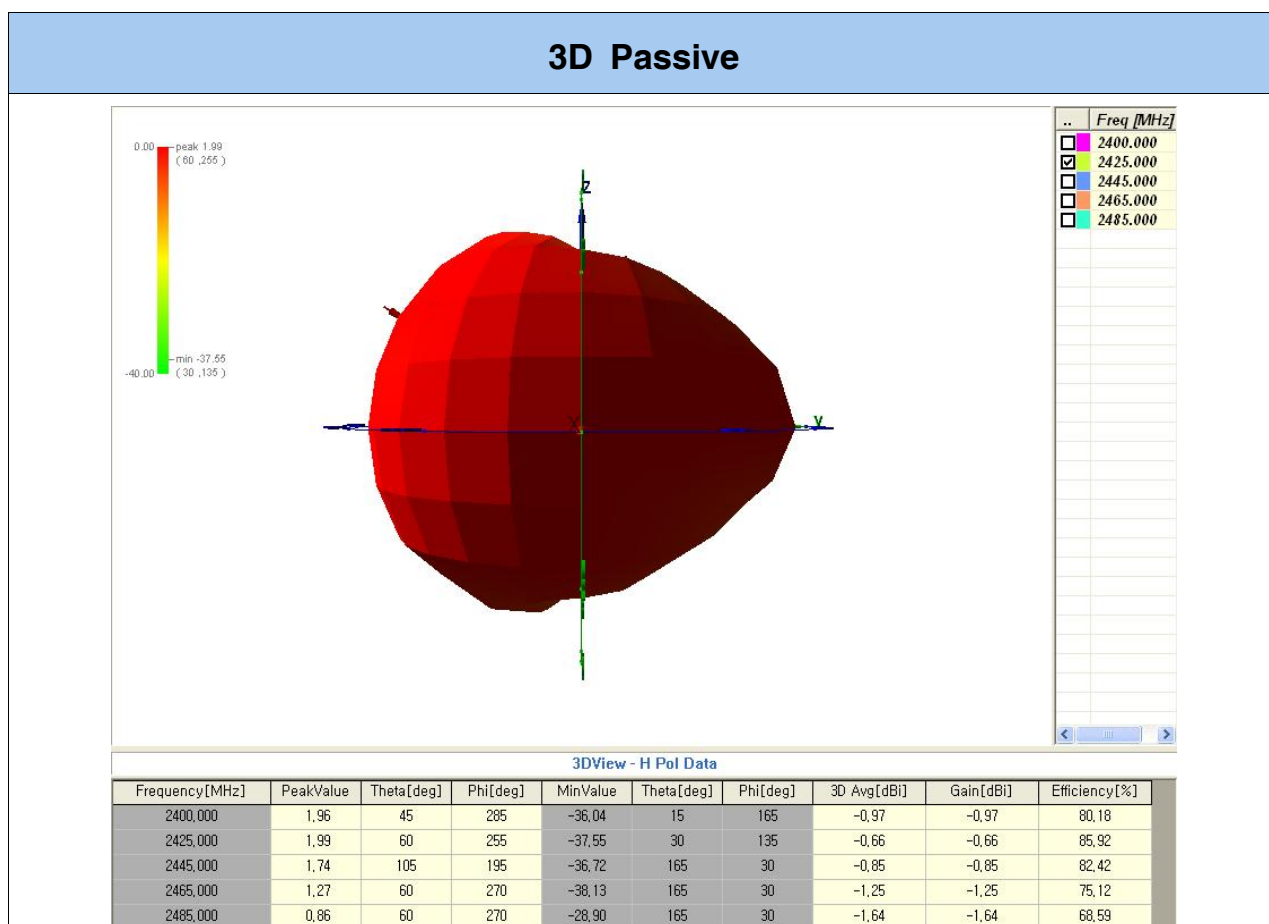 3D Passive
0.00
peak 1.99
( 60 ,255 )
min -37.55
-40.00
( 30 ,135 )
Z
X
Y
.. Freq [MHz]
2400.000
2425.000
2445.000
2465.000
2485.000
3DView - H Pol Data
Frequency[MHz] PeakValue Theta[deg] Phi[deg] MinValue Theta[deg] Phi[deg] 3D Avg[dBi] Gain[dBi] Efficiency[%]
2400,000 1,96 45 285 -36,04 15 165 -0,97 -0,97 80,18
2425,000 1,99 60 255 -37,55 30 135 -0,66 -0,66 85,92
2445,000 1,74 105 195 -36,72 165 30 -0,85 -0,85 82,42
2465,000 1,27 60 270 -38,13 165 30 -1,25 -1,25 75,12
2485,000 0,86 60 270 -28,90 165 30 -1,64 -1,64 68,59